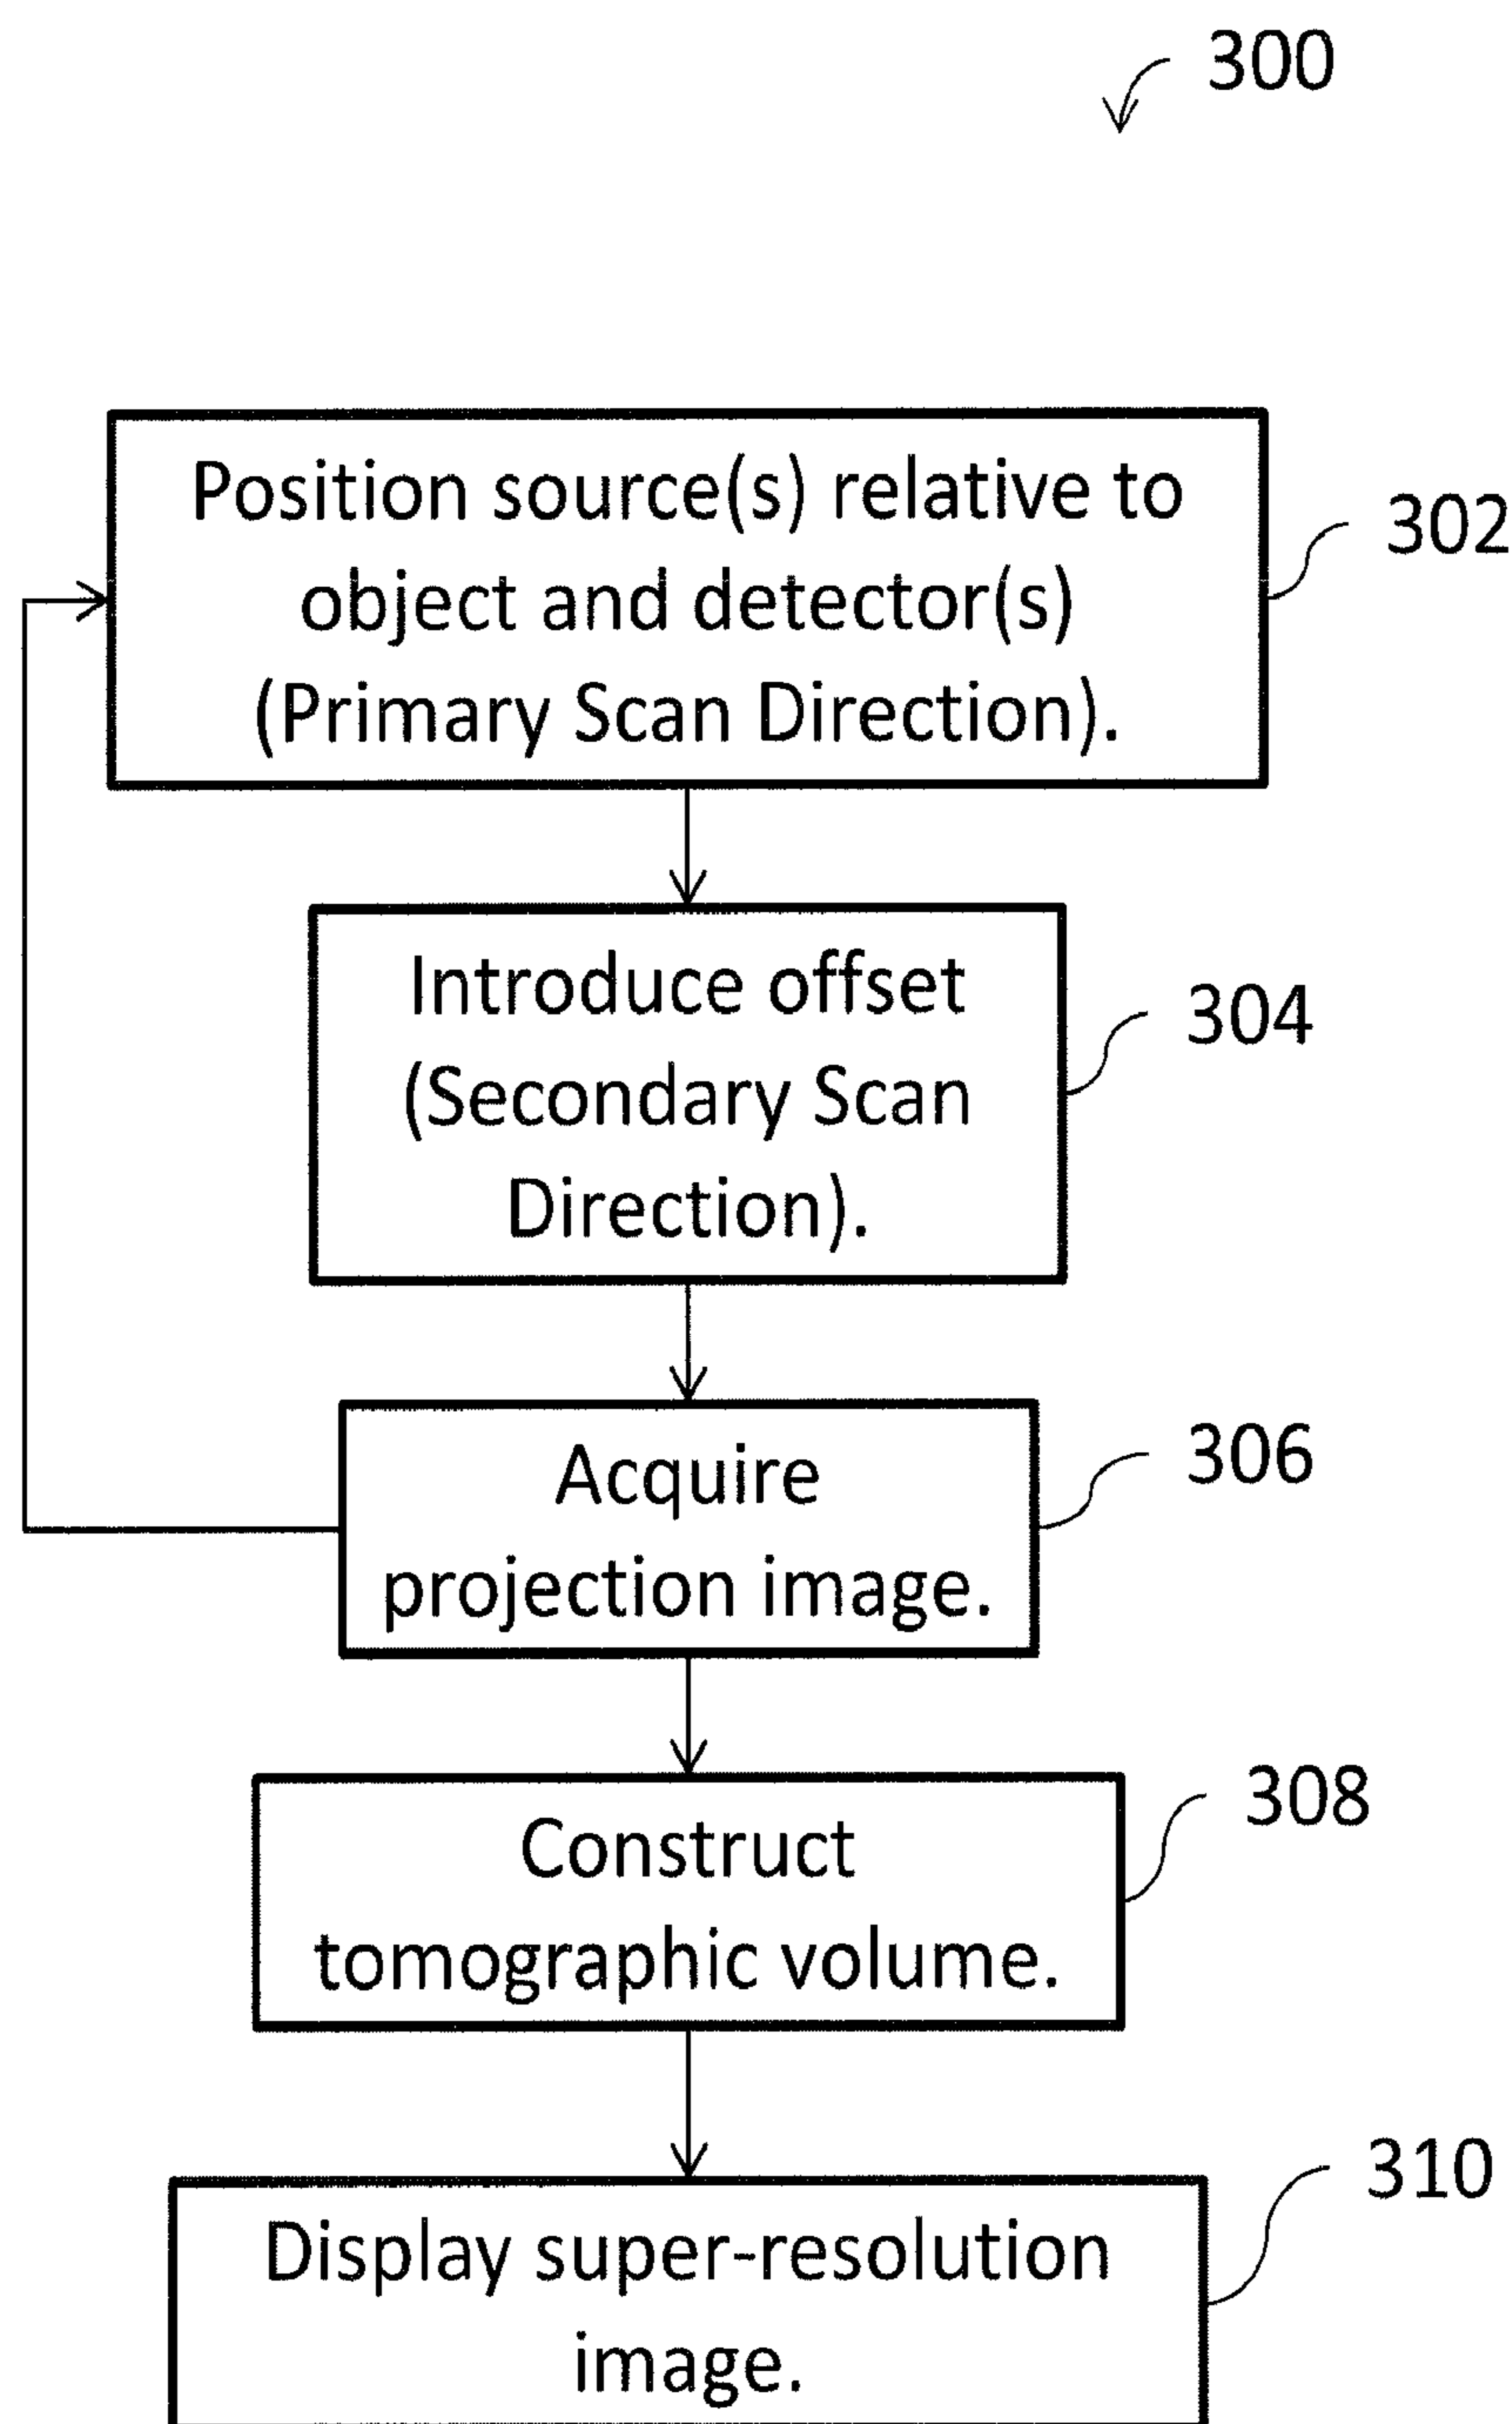 300
Position source(s) relative to
object and detector(s)
(Primary Scan Direction).
302
Introduce offset
(Secondary Scan
Direction).
304
Acquire
projection image.
306
Construct
tomographic volume.
308
Display super-resolution
image.
310